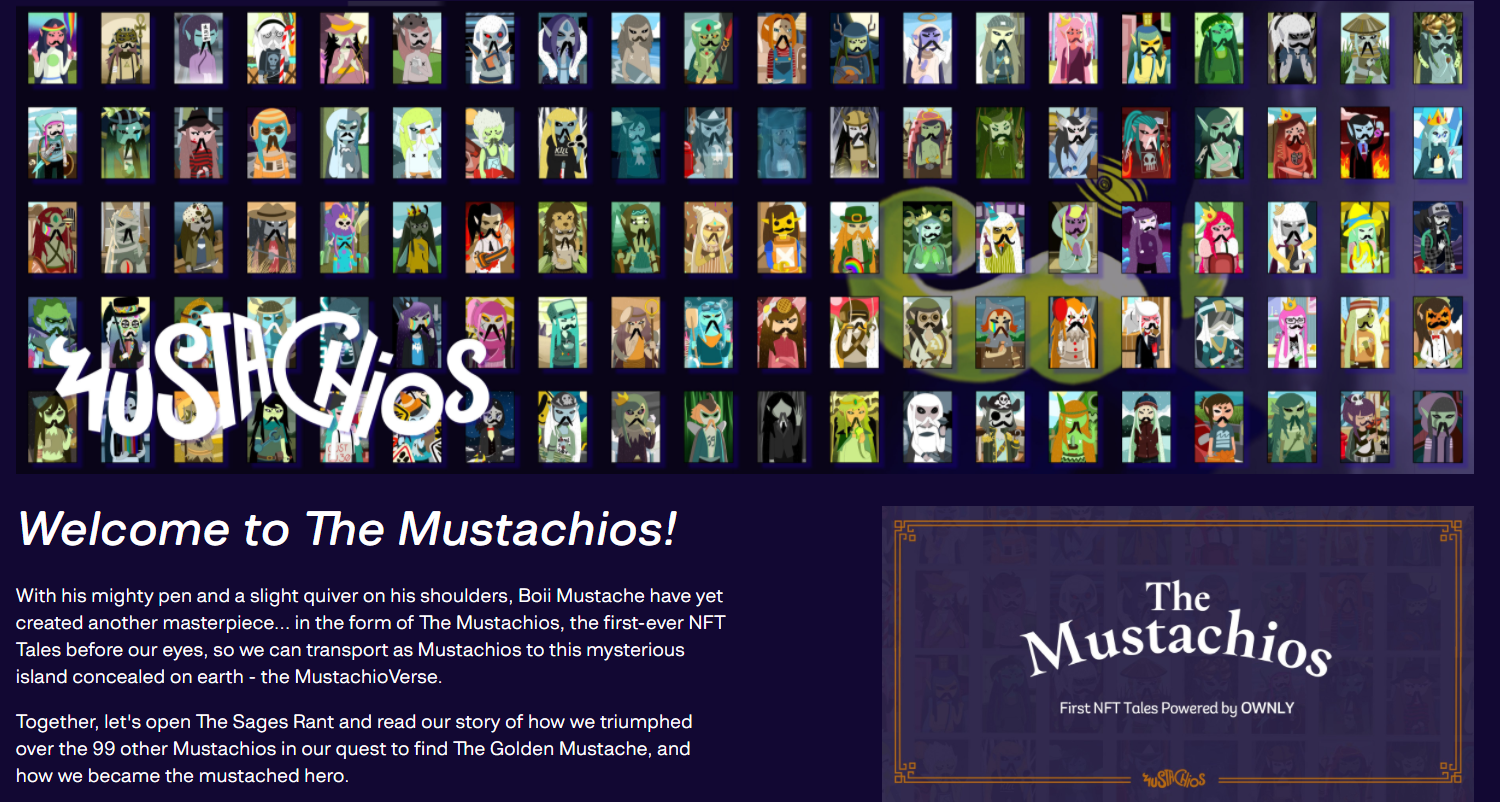 MUSTACHiOS
Welcome to The Mustachios!
With his mighty pen and a slight quiver on his shoulders, Boii Mustache have yet
created another masterpiece... in the form of The Mustachios, the first-ever NFT
Tales before our eyes, so we can transport as Mustachios to this mysterious
island concealed on earth - the MustachioVerse.
Together, let's open The Sages Rant and read our story of how we triumphed
over the 99 other Mustachios in our quest to find The Golden Mustache, and
how we became the mustached hero.
The
Mustachios
First NFT Tales Powered by OWNLY
MUSTACHiOS